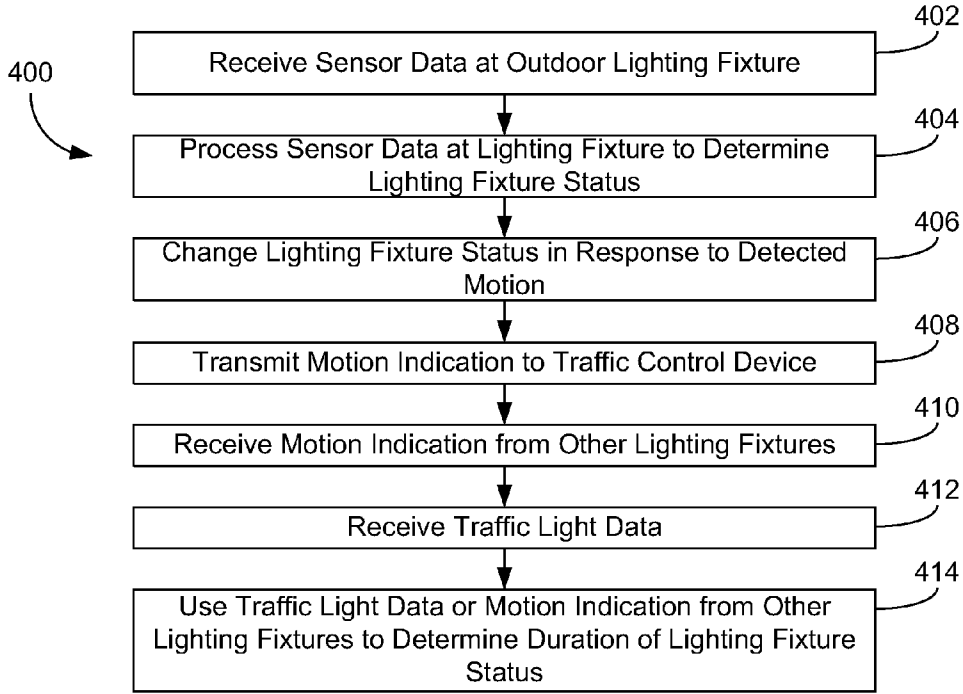 400
402
Receive Sensor Data at Outdoor Lighting Fixture
404
Process Sensor Data at Lighting Fixture to Determine
Lighting Fixture Status
406
Change Lighting Fixture Status in Response to Detected
Motion
408
Transmit Motion Indication to Traffic Control Device
410
Receive Motion Indication from Other Lighting Fixtures
412
Receive Traffic Light Data
414
Use Traffic Light Data or Motion Indication from Other
Lighting Fixtures to Determine Duration of Lighting Fixture
Status